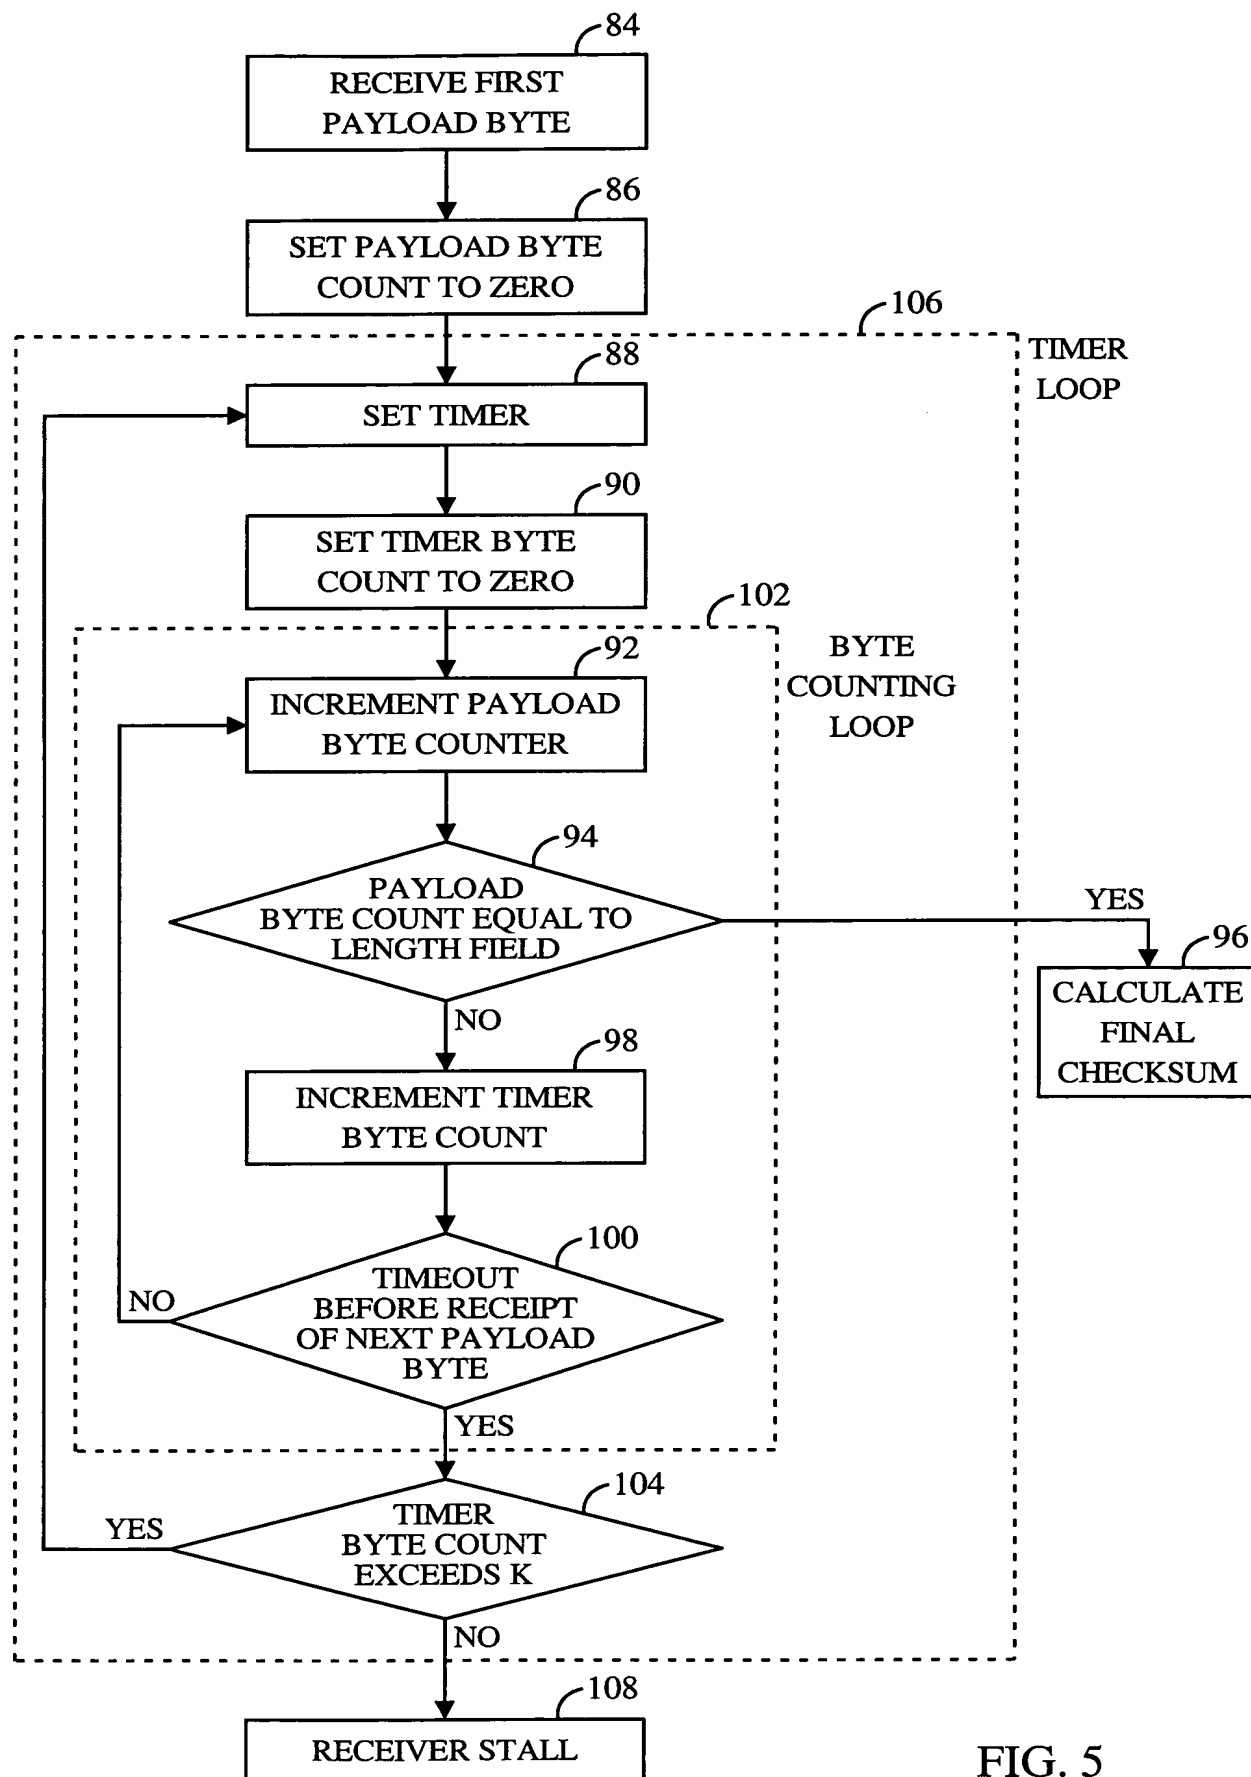 84
RECEIVE FIRST
PAYLOAD BYTE
86
SET PAYLOAD BYTE
COUNT TO ZERO
106
TIMER
LOOP
88
SET TIMER
90
SET TIMER BYTE
COUNT TO ZERO
102
BYTE
COUNTING
LOOP
92
INCREMENT PAYLOAD
BYTE COUNTER
94
PAYLOAD
BYTE COUNT EQUAL TO
LENGTH FIELD
YES
96
CALCULATE
FINAL
CHECKSUM
NO
98
INCREMENT TIMER
BYTE COUNT
100
TIMEOUT
BEFORE RECEIPT
OF NEXT PAYLOAD
BYTE
NO
YES
104
TIMER
BYTE COUNT
EXCEEDS K
YES
NO
108
RECEIVER STALL
FIG. 5